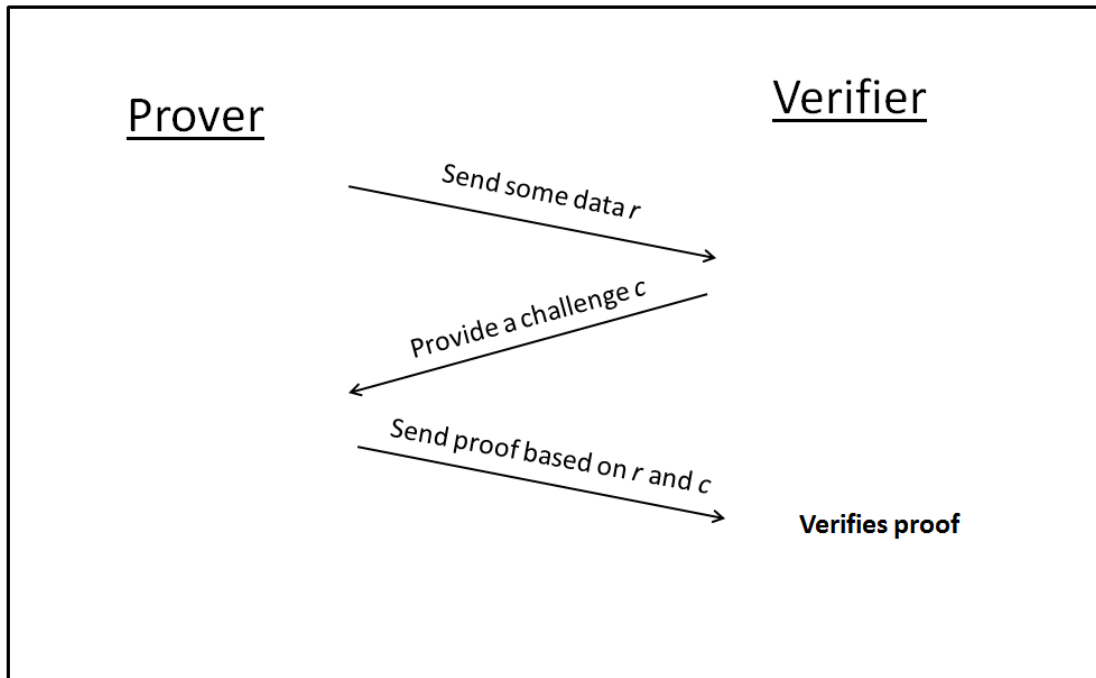 Prover
Verifier
Send some data r
Provide a challenge c
Send proof based on r and c
Verifies proof